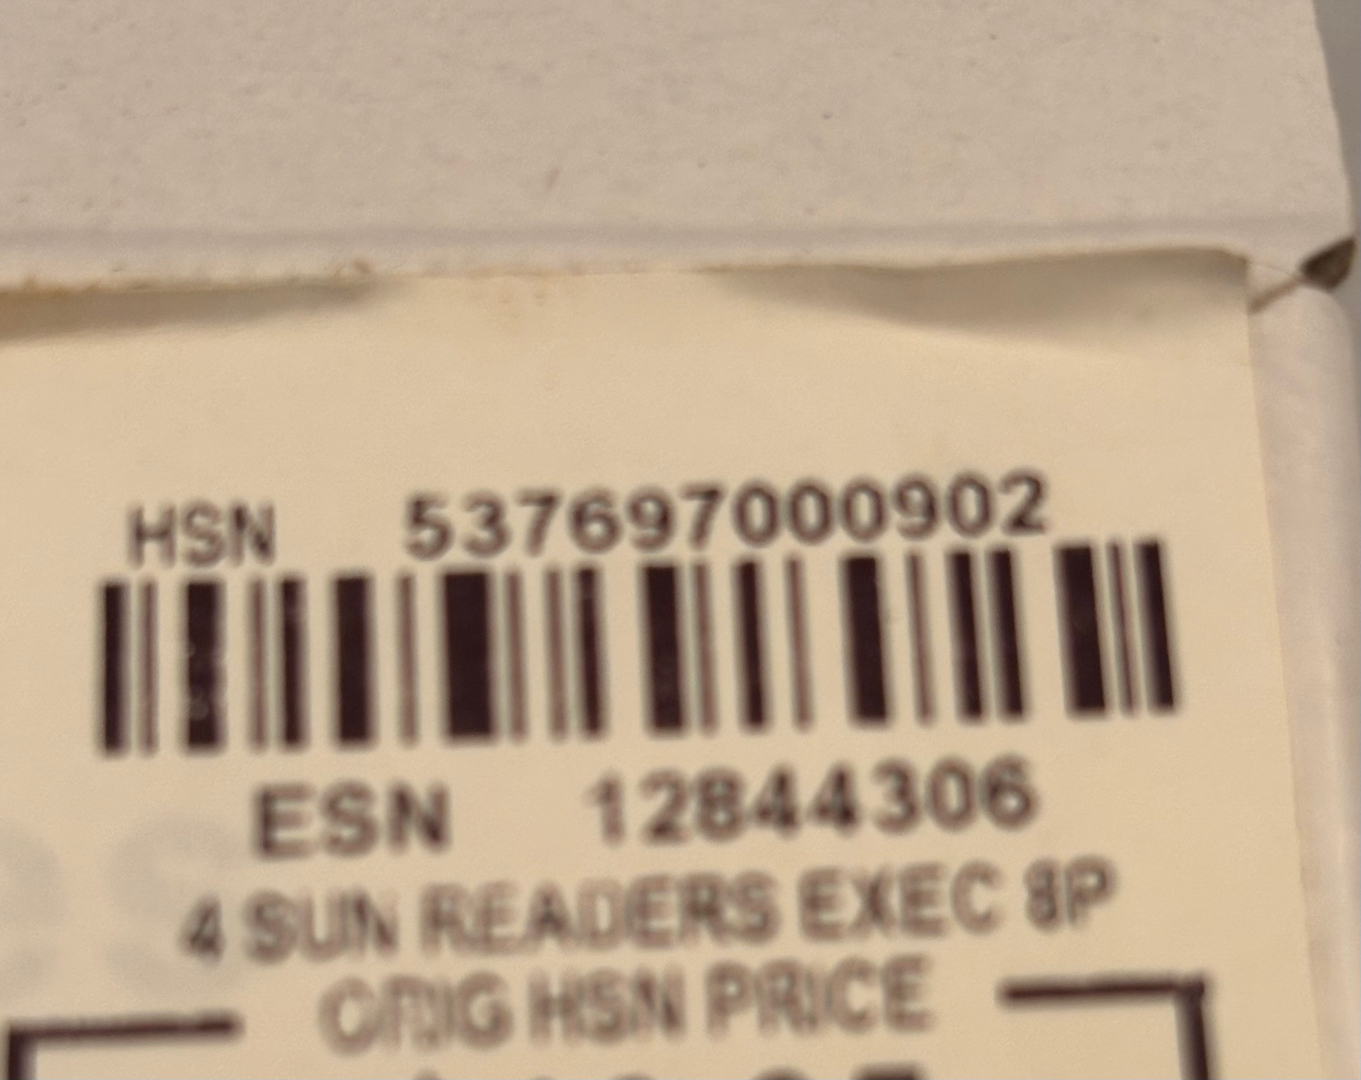 HSN 537697000902
ESN 12844306
4 SUN READERS EXEC 8P
ORIG HSN PRICE